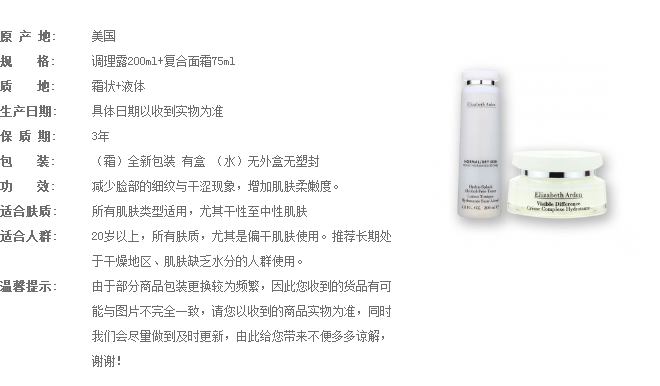 原 产 地: 美国
规 格: 调理露200ml+复合面霜75ml
质 地: 霜状+液体
生产日期: 具体日期以收到实物为准
保 质 期: 3年
包 装: （霜）全新包装 有盒 （水）无外盒无塑封
功 效: 减少脸部的细纹与干涩现象，增加肌肤柔嫩度。
适合肤质: 所有肌肤类型适用，尤其干性至中性肌肤
适合人群: 20岁以上，所有肤质，尤其是偏干肌肤使用。推荐长期处
于干燥地区、肌肤缺乏水分的人群使用。
温馨提示: 由于部分商品包装更换较为频繁，因此您收到的货品有可
能与图片不完全一致，请您以收到的商品实物为准，同时
我们会尽量做到及时更新，由此给您带来不便多多谅解，
谢谢！
Elizabeth Arden
NORMAL/DRY SKIN
Hydra-Splash
Alcohol-Free Toner
Elizabeth Arden
Visible Difference
Crème Complexe Hydratante